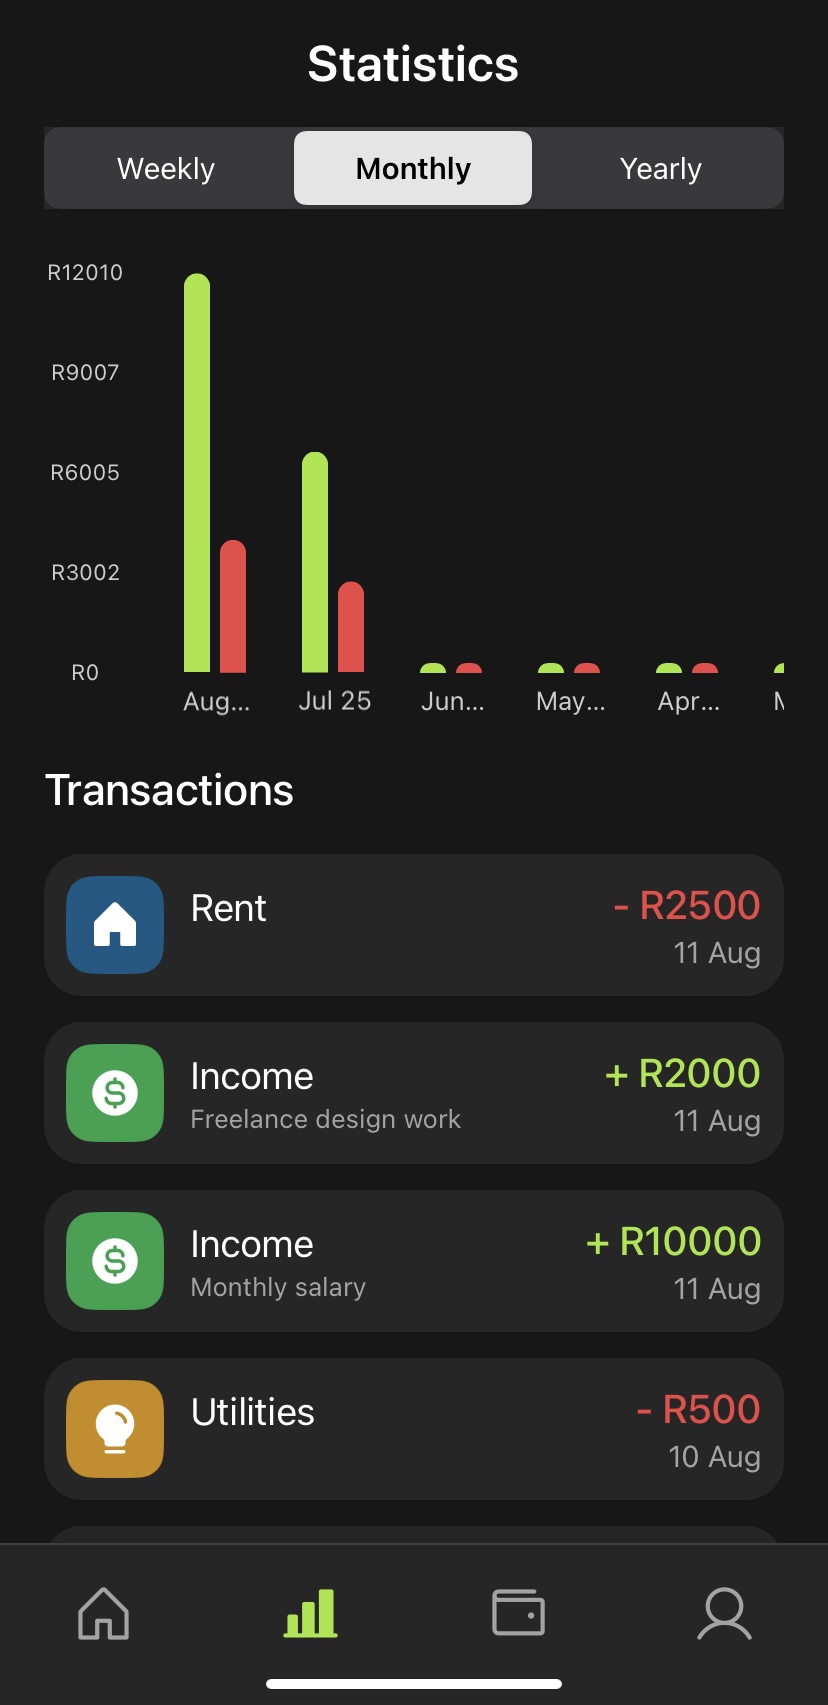 Statistics
Weekly Monthly Yearly
R12010
R9007
R6005
R3002
R0
Aug... Jul 25 Jun... May... Apr...
Transactions
Rent - R2500
11 Aug
Income + R2000
Freelance design work 11 Aug
Income + R10000
Monthly salary 11 Aug
Utilities - R500
10 Aug